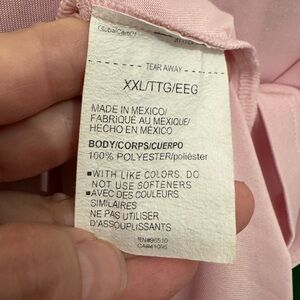 TEAR AWAY
XXL/TTG/EEG
MADE IN MEXICO/
FABRIQUÉ AU MEXIQUE/
HECHO EN MÉXICO
BODY/CORPS/CUERPO
100% POLYESTER/poliéster
■WITH LIKE COLORS. DO
NOT USE SOFTENERS
■AVEC DES COULEURS
SIMILAIRES
NE PAS UTILISER
D'ASSOUPLISSANTS